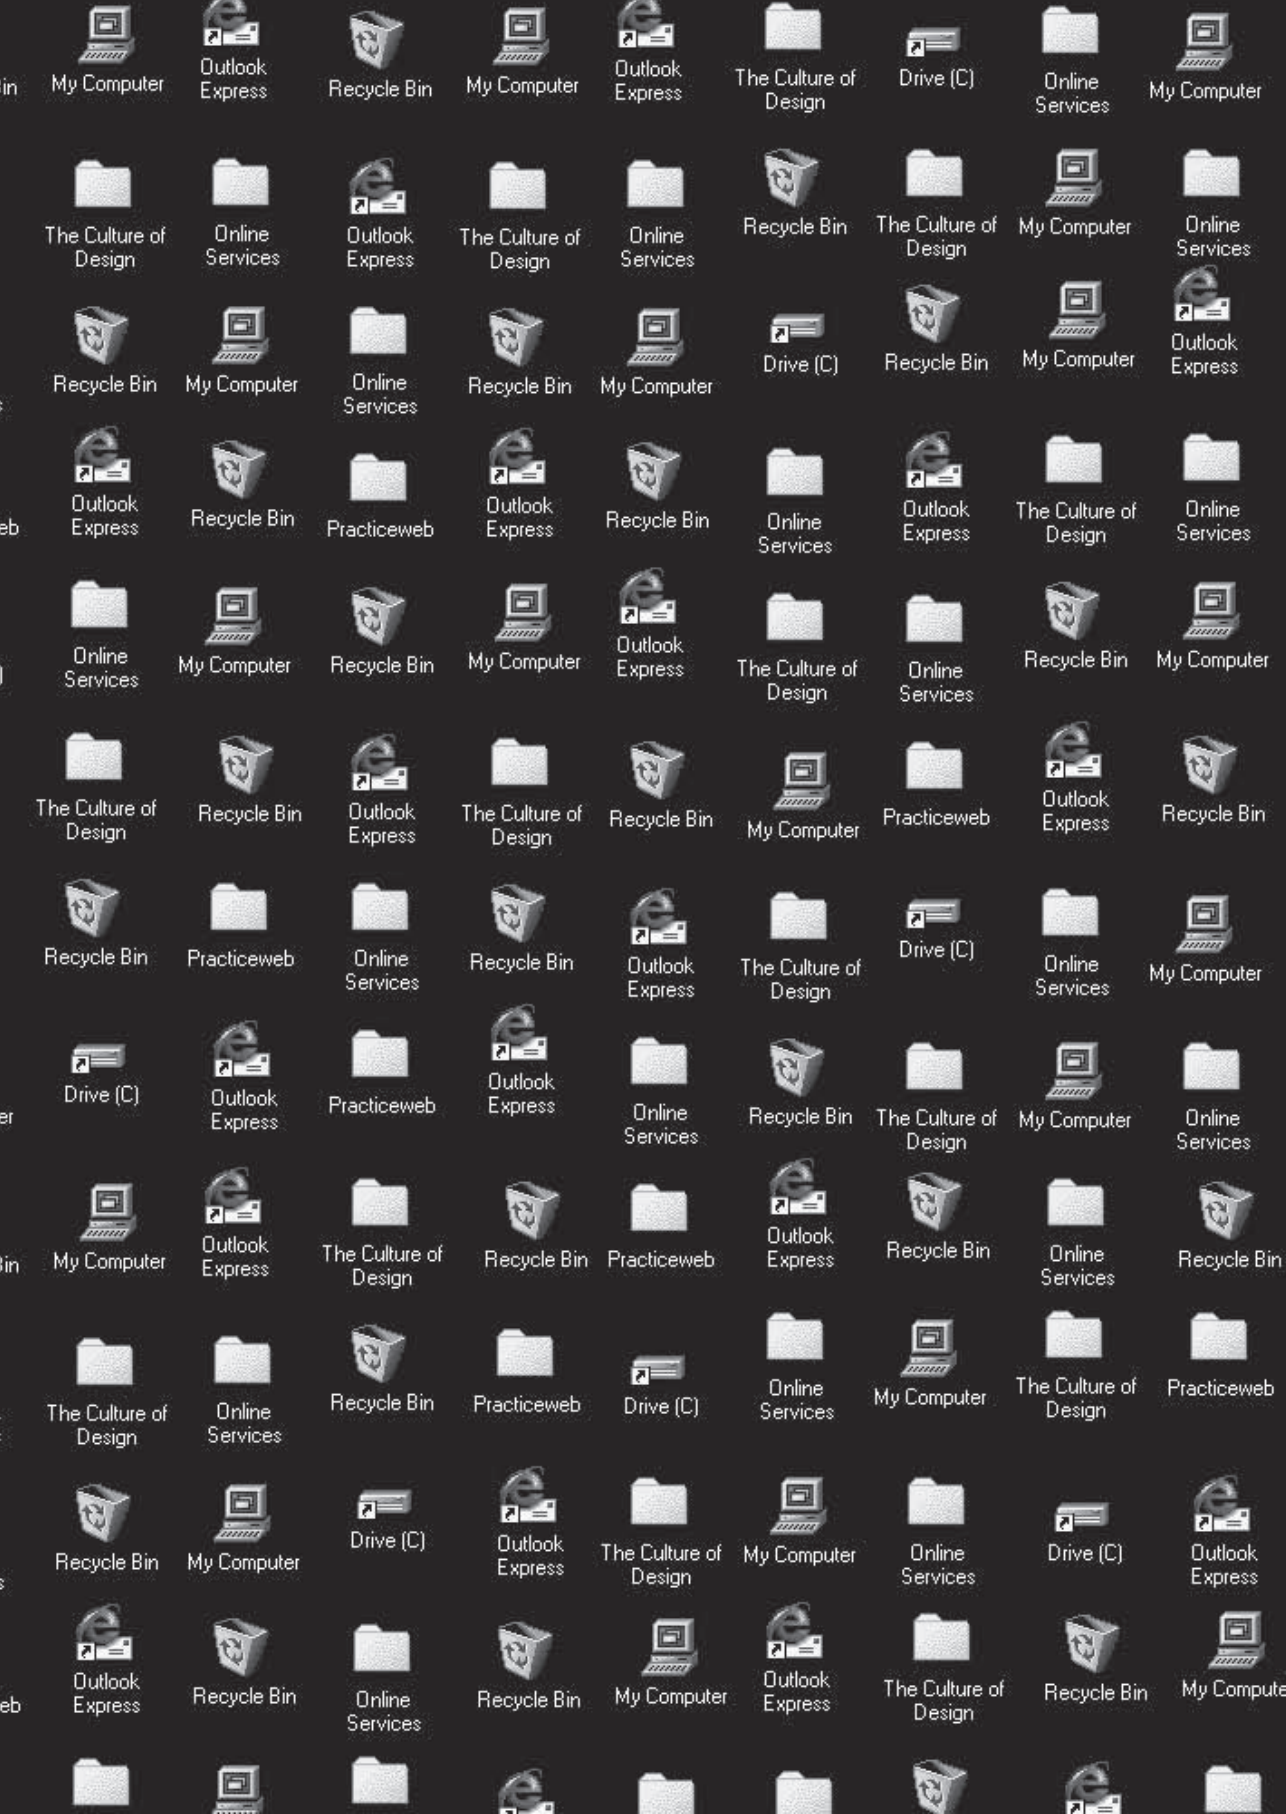 My Computer
Outlook
Express
Recycle Bin
My Computer
Outlook
Express
The Culture of
Design
Drive (C)
Online
Services
My Computer
The Culture of
Design
Online
Services
Outlook
Express
The Culture of
Design
Online
Services
Recycle Bin
The Culture of
Design
My Computer
Online
Services
Recycle Bin
My Computer
Online
Services
Recycle Bin
My Computer
Drive (C)
Recycle Bin
My Computer
Outlook
Express
eb
Outlook
Express
Recycle Bin
Practiceweb
Outlook
Express
Recycle Bin
Online
Services
Outlook
Express
The Culture of
Design
Online
Services
Online
Services
My Computer
Recycle Bin
My Computer
Outlook
Express
The Culture of
Design
Online
Services
Recycle Bin
My Computer
The Culture of
Design
Recycle Bin
Outlook
Express
The Culture of
Design
Recycle Bin
My Computer
Practiceweb
Outlook
Express
Recycle Bin
Recycle Bin
Practiceweb
Online
Services
Recycle Bin
Outlook
Express
The Culture of
Design
Drive (C)
Online
Services
My Computer
er
Drive (C)
Outlook
Express
Practiceweb
Outlook
Express
Online
Services
Recycle Bin
The Culture of
Design
My Computer
Online
Services
My Computer
Outlook
Express
The Culture of
Design
Recycle Bin
Practiceweb
Outlook
Express
Recycle Bin
Online
Services
Recycle Bin
The Culture of
Design
Online
Services
Recycle Bin
Practiceweb
Drive (C)
Online
Services
My Computer
The Culture of
Design
Practiceweb
Recycle Bin
My Computer
Drive (C)
Outlook
Express
The Culture of
Design
My Computer
Online
Services
Drive (C)
Outlook
Express
eb
Outlook
Express
Recycle Bin
Online
Services
Recycle Bin
My Computer
Outlook
Express
The Culture of
Design
Recycle Bin
My Compute